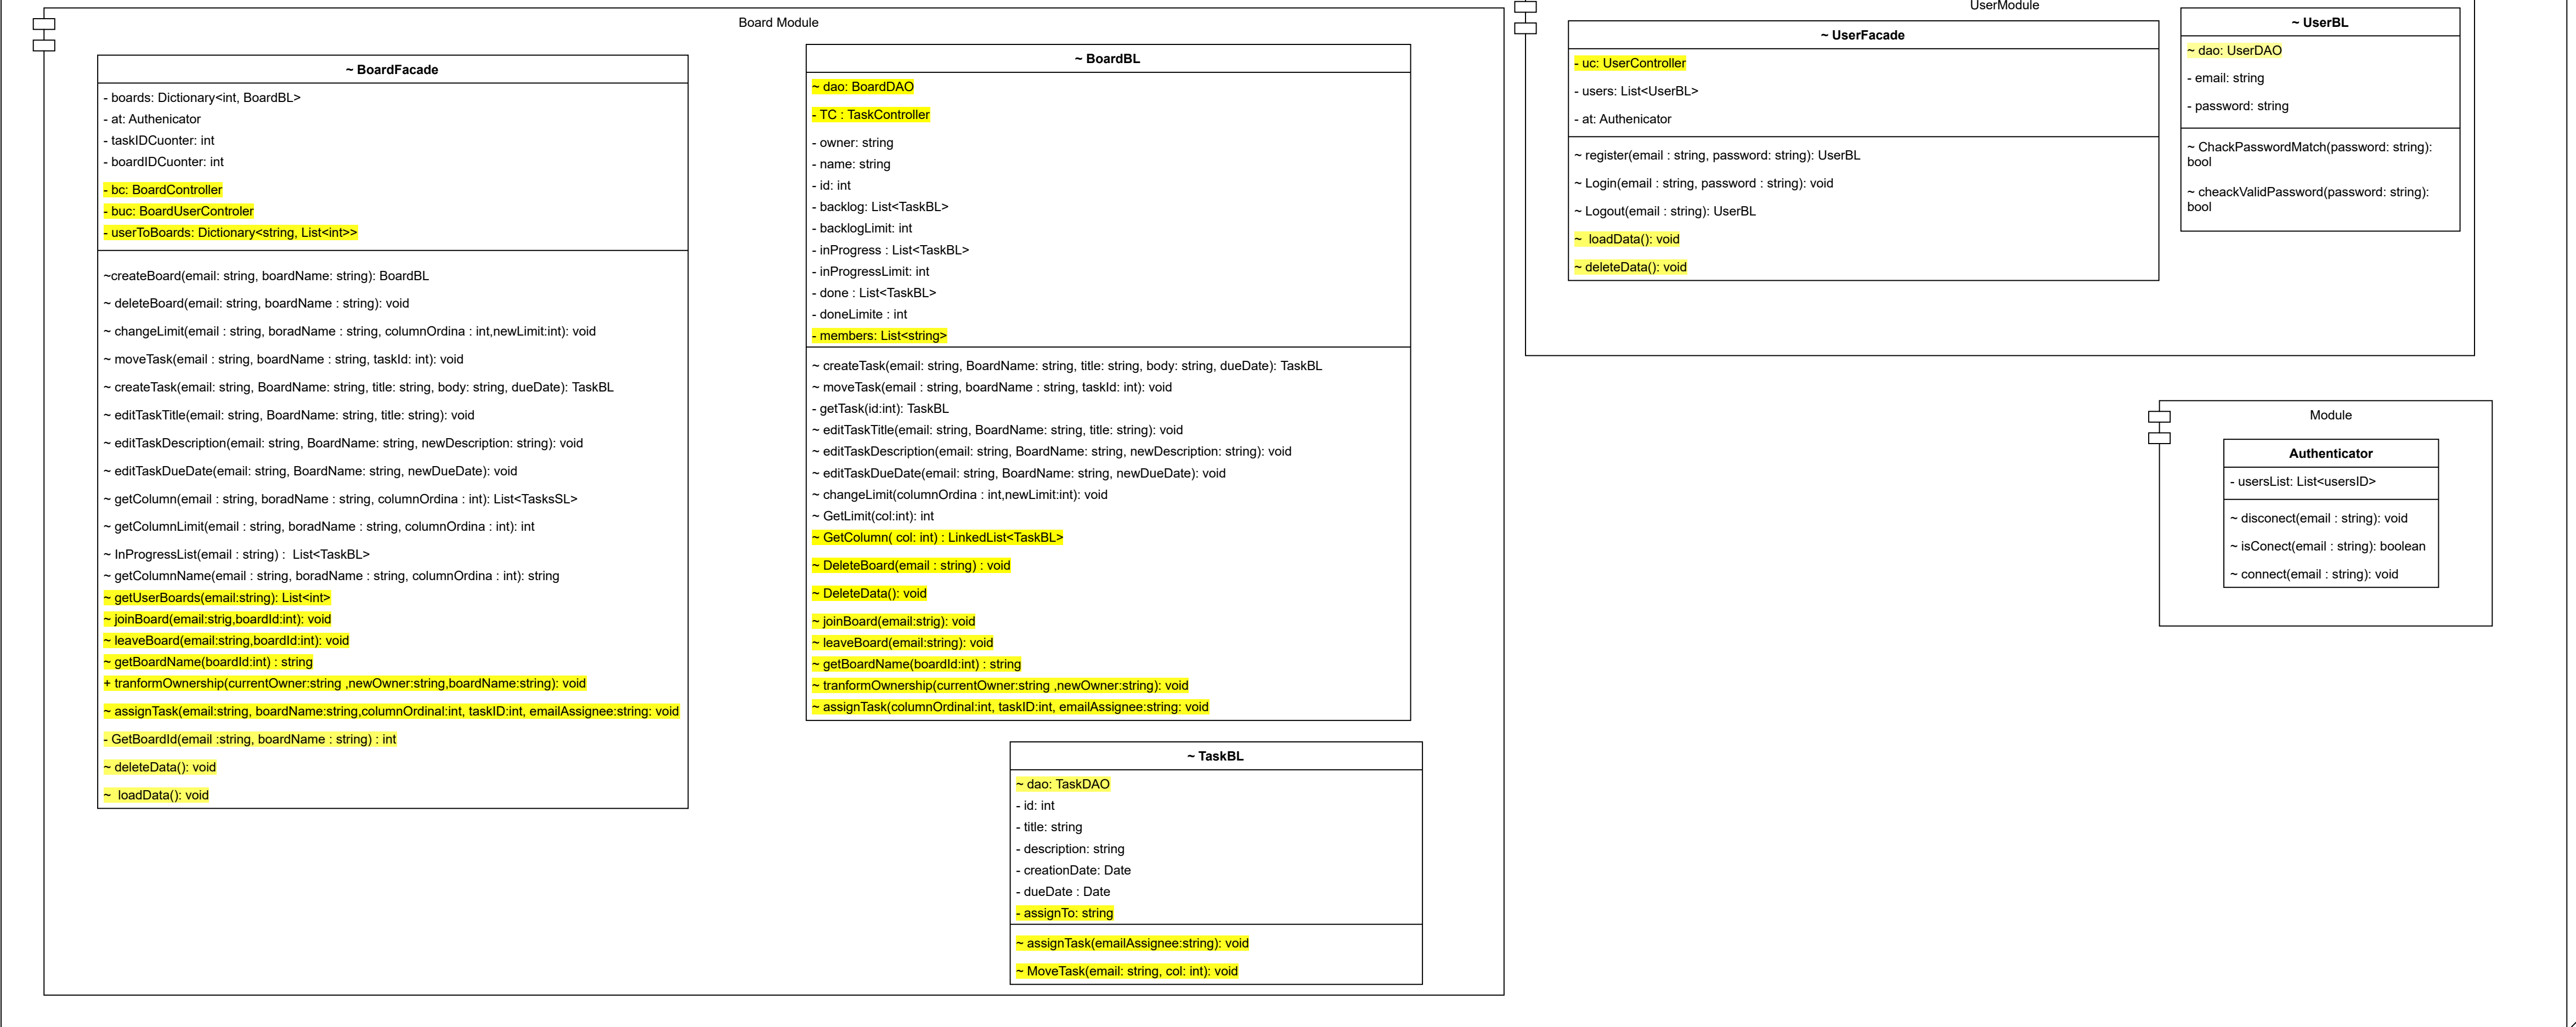 Board Module
~ BoardFacade
- boards: Dictionary<int, BoardBL>
- at: Authenicator
- taskIDCuonter: int
- boardIDCuonter: int
- bc: BoardController
- buc: BoardUserControler
- userToBoards: Dictionary<string, List<int>>
~createBoard(email: string, boardName: string): BoardBL
~ deleteBoard(email: string, boardName : string): void
~ changeLimit(email : string, boradName : string, columnOrdina : int,newLimit:int): void
~ moveTask(email : string, boardName : string, taskId: int): void
~ createTask(email: string, BoardName: string, title: string, body: string, dueDate): TaskBL
~ editTaskTitle(email: string, BoardName: string, title: string): void
~ editTaskDescription(email: string, BoardName: string, newDescription: string): void
~ editTaskDueDate(email: string, BoardName: string, newDueDate): void
~ getColumn(email : string, boradName : string, columnOrdina : int): List<TasksSL>
~ getColumnLimit(email : string, boradName : string, columnOrdina : int): int
~ InProgressList(email : string) :  List<TaskBL>
~ getColumnName(email : string, boradName : string, columnOrdina : int): string
~ getUserBoards(email:string): List<int>
~ joinBoard(email:strig,boardId:int): void
~ leaveBoard(email:string,boardId:int): void
~ getBoardName(boardId:int) : string
+ tranformOwnership(currentOwner:string ,newOwner:string,boardName:string): void
~ assignTask(email:string, boardName:string,columnOrdinal:int, taskID:int, emailAssignee:string: void
- GetBoardId(email :string, boardName : string) : int
~ deleteData(): void
~  loadData(): void
~ BoardBL
~ dao: BoardDAO
- TC : TaskController
- owner: string
- name: string
- id: int
- backlog: List<TaskBL>
- backlogLimit: int
- inProgress : List<TaskBL>
- inProgressLimit: int
- done : List<TaskBL>
- doneLimite : int
- members: List<string>
~ createTask(email: string, BoardName: string, title: string, body: string, dueDate): TaskBL
~ moveTask(email : string, boardName : string, taskId: int): void
- getTask(id:int): TaskBL
~ editTaskTitle(email: string, BoardName: string, title: string): void
~ editTaskDescription(email: string, BoardName: string, newDescription: string): void
~ editTaskDueDate(email: string, BoardName: string, newDueDate): void
~ changeLimit(columnOrdina : int,newLimit:int): void
~ GetLimit(col:int): int
~ GetColumn( col: int) : LinkedList<TaskBL>
~ DeleteBoard(email : string) : void
~ DeleteData(): void
~ joinBoard(email:strig): void
~ leaveBoard(email:string): void
~ getBoardName(boardId:int) : string
~ tranformOwnership(currentOwner:string ,newOwner:string): void
~ assignTask(columnOrdinal:int, taskID:int, emailAssignee:string: void
~ TaskBL
~ dao: TaskDAO
- id: int
- title: string
- description: string
- creationDate: Date
- dueDate : Date
- assignTo: string
~ assignTask(emailAssignee:string): void
~ MoveTask(email: string, col: int): void
UserModule
~ UserFacade
- uc: UserController
- users: List<UserBL>
- at: Authenicator
~ register(email : string, password: string): UserBL
~ Login(email : string, password : string): void
~ Logout(email : string): UserBL
~  loadData(): void
~ deleteData(): void
~ UserBL
~ dao: UserDAO
- email: string
- password: string
~ ChackPasswordMatch(password: string):
bool
~ cheackValidPassword(password: string):
bool
Module
Authenticator
- usersList: List<usersID>
~ disconect(email : string): void
~ isConect(email : string): boolean
~ connect(email : string): void